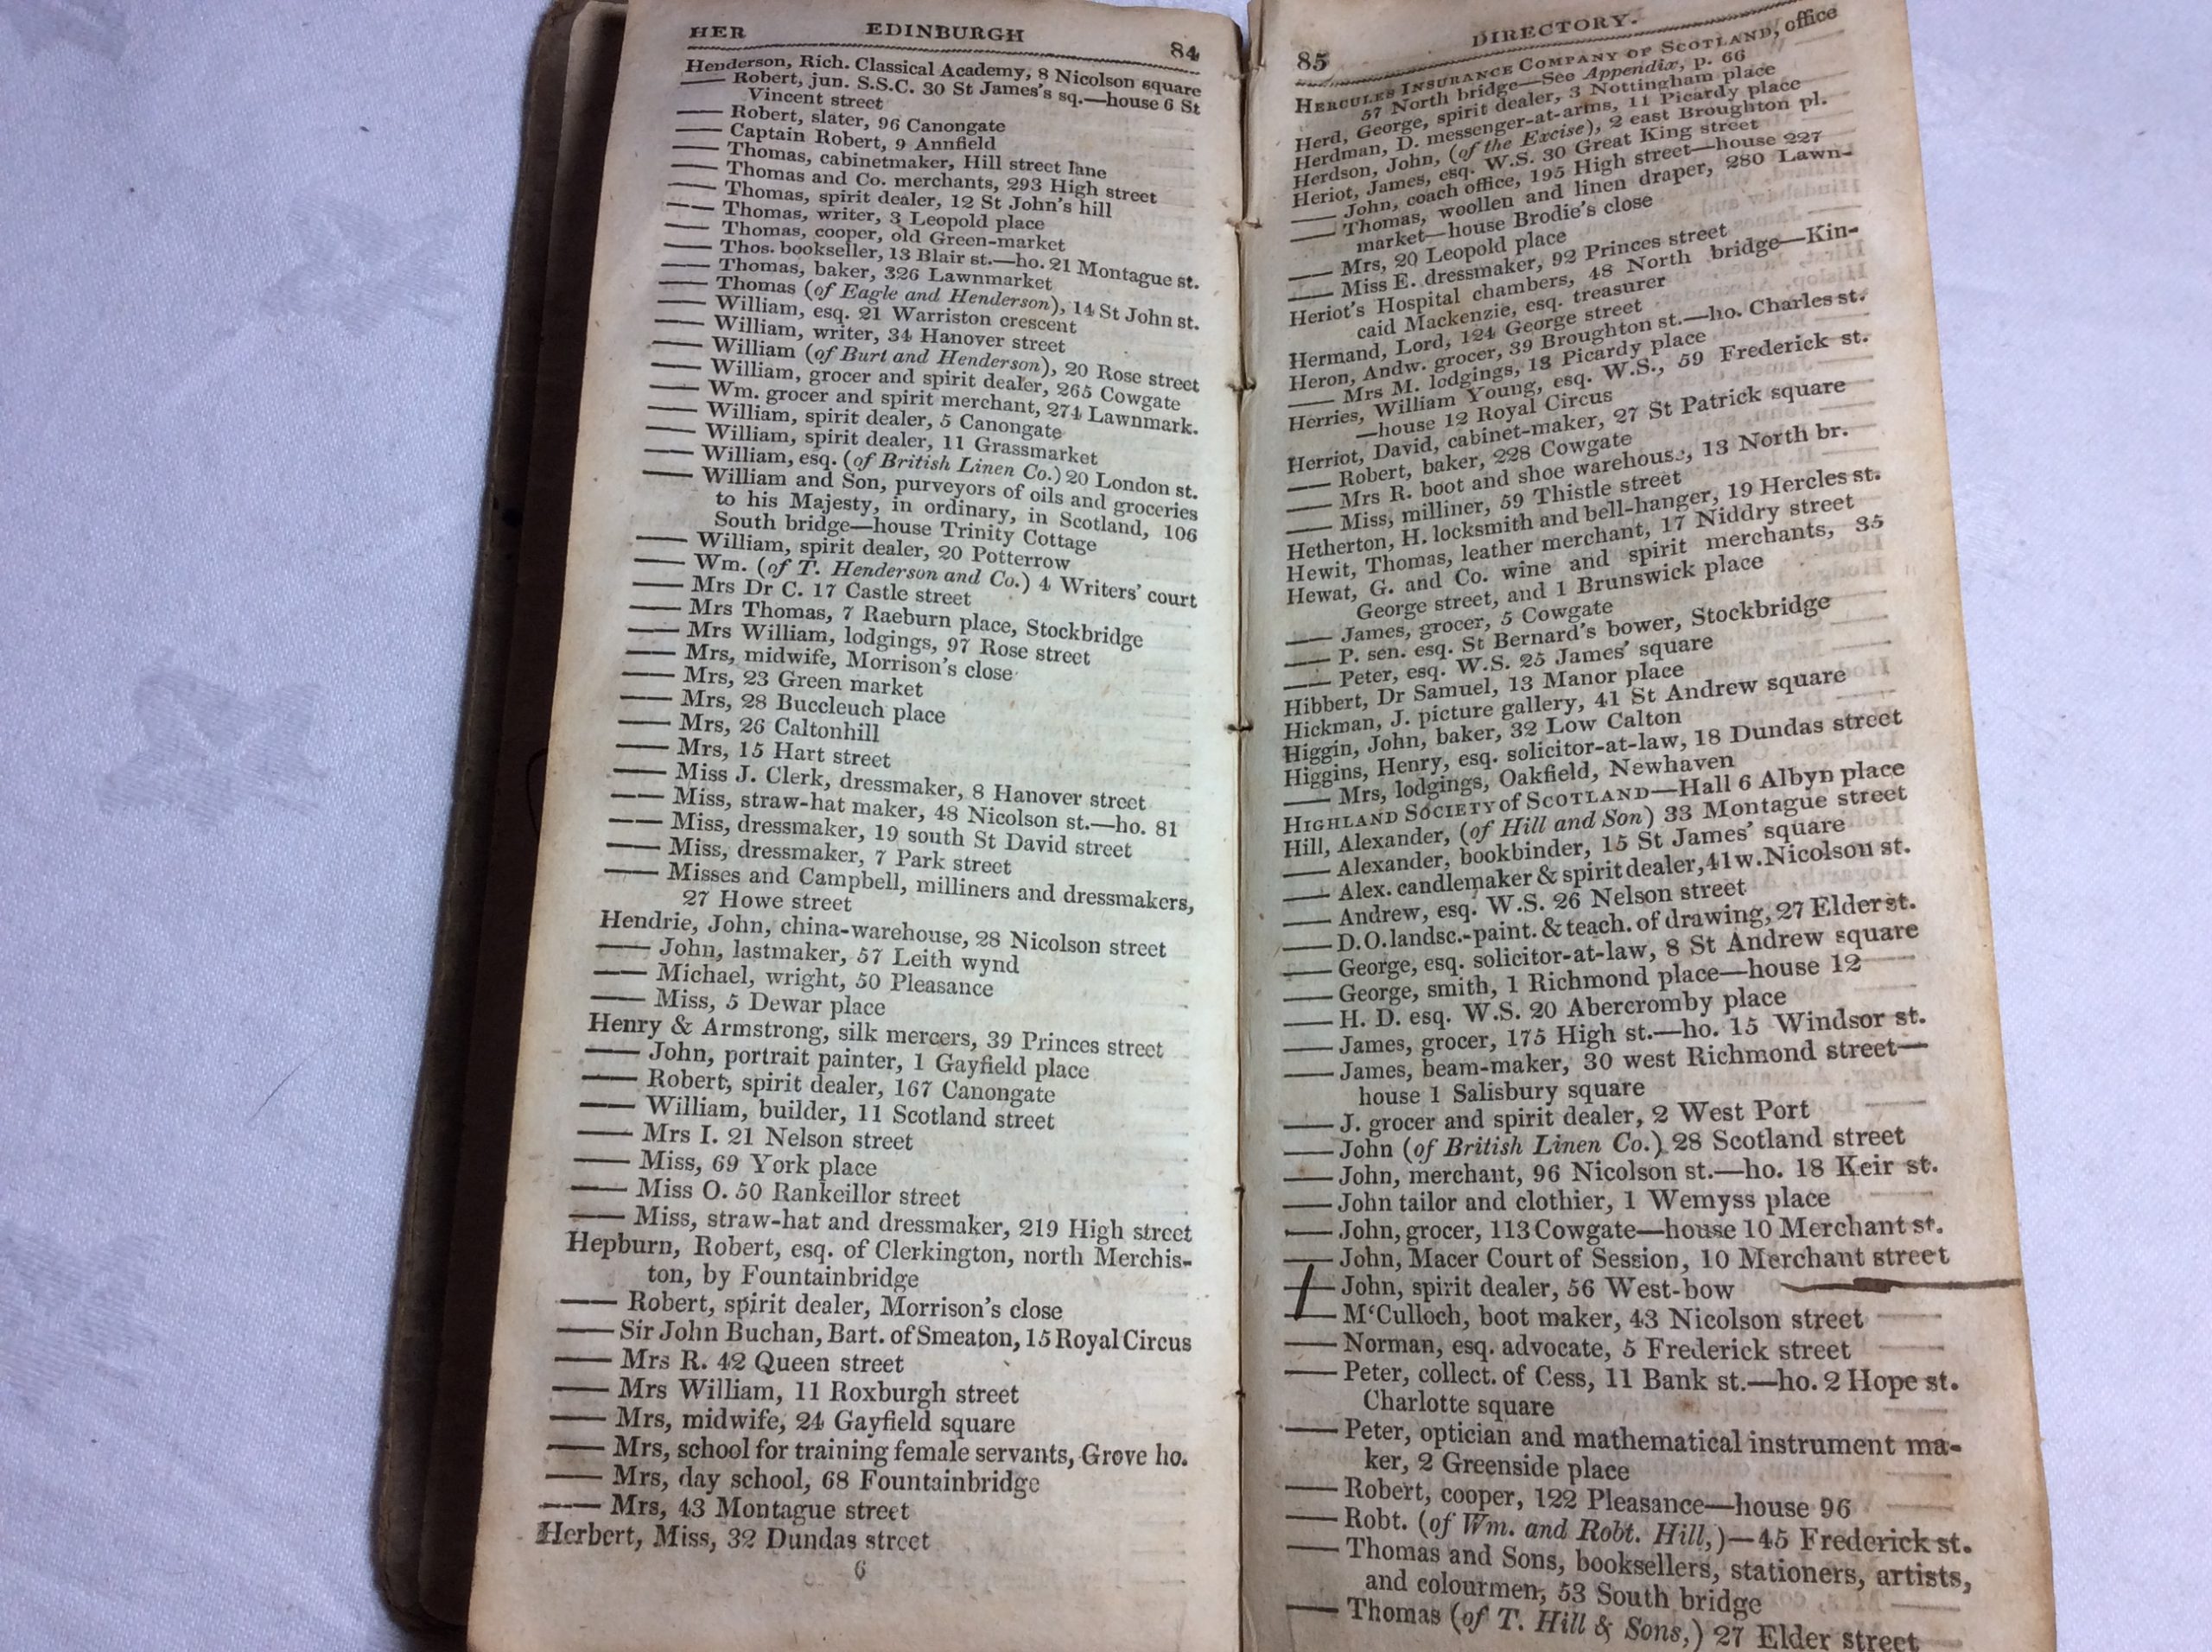 HER EDINBURGH 84
Henderson, Rich. Classical Academy, 8 Nicolson square
—— Robert, jun. S.S.C. 30 St James's sq.—house 6 St
Vincent street
—— Robert, slater, 96 Canongate
—— Captain Robert, 9 Annfield
—— Thomas, cabinetmaker, Hill street lane
—— Thomas and Co. merchants, 293 High street
—— Thomas, spirit dealer, 12 St John's hill
—— Thomas, writer, 3 Leopold place
—— Thomas, cooper, old Green-market
—— Thos. bookseller, 13 Blair st.—ho. 21 Montague st.
—— Thomas, baker, 326 Lawnmarket
—— Thomas (of Eagle and Henderson), 14 St John st.
—— William, esq. 21 Warriston crescent
—— William, writer, 34 Hanover street
—— William (of Burt and Henderson), 20 Rose street
—— William, grocer and spirit dealer, 265 Cowgate
—— Wm. grocer and spirit merchant, 274 Lawnmark.
—— William, spirit dealer, 5 Canongate
—— William, spirit dealer, 11 Grassmarket
—— William, esq. (of British Linen Co.) 20 London st.
—— William and Son, purveyors of oils and groceries
to his Majesty, in ordinary, in Scotland, 106
South bridge—house Trinity Cottage
—— William, spirit dealer, 20 Potterrow
—— Wm. (of T. Henderson and Co.) 4 Writers' court
—— Mrs Dr C. 17 Castle street
—— Mrs Thomas, 7 Raeburn place, Stockbridge
—— Mrs William, lodgings, 97 Rose street
—— Mrs, midwife, Morrison's close
—— Mrs, 23 Green market
—— Mrs, 28 Buccleuch place
—— Mrs, 26 Caltonhill
—— Mrs, 15 Hart street
—— Miss J. Clerk, dressmaker, 8 Hanover street
—— Miss, straw-hat maker, 48 Nicolson st.—ho. 81
—— Miss, dressmaker, 19 south St David street
—— Miss, dressmaker, 7 Park street
—— Misses and Campbell, milliners and dressmakers,
27 Howe street
Hendrie, John, china-warehouse, 28 Nicolson street
—— John, lastmaker, 57 Leith wynd
—— Michael, wright, 50 Pleasance
—— Miss, 5 Dewar place
Henry & Armstrong, silk mercers, 39 Princes street
—— John, portrait painter, 1 Gayfield place
—— Robert, spirit dealer, 167 Canongate
—— William, builder, 11 Scotland street
—— Mrs I. 21 Nelson street
—— Miss, 69 York place
—— Miss O. 50 Rankeillor street
—— Miss, straw-hat and dressmaker, 219 High street
Hepburn, Robert, esq. of Clerkington, north Merchis-
ton, by Fountainbridge
—— Robert, spirit dealer, Morrison's close
—— Sir John Buchan, Bart. of Smeaton, 15 Royal Circus
—— Mrs R. 42 Queen street
—— Mrs William, 11 Roxburgh street
—— Mrs, midwife, 24 Gayfield square
—— Mrs, school for training female servants, Grove ho.
—— Mrs, day school, 68 Fountainbridge
—— Mrs, 43 Montague street
Herbert, Miss, 32 Dundas street
6
85 DIRECTORY.
HERCULES INSURANCE COMPANY OF SCOTLAND, office
57 North bridge—See Appendix, p. 66
Herd, George, spirit dealer, 3 Nottingham place
Herdman, D. messenger-at-arms, 11 Picardy place
Herdson, John, (of the Excise), 2 east Broughton pl.
Heriot, James, esq. W.S. 30 Great King street
—— John, coach office, 195 High street—house 227
—— Thomas, woollen and linen draper, 280 Lawn-
market—house Brodie's close
—— Mrs, 20 Leopold place
—— Miss E. dressmaker, 92 Princes street
Heriot's Hospital chambers, 48 North bridge—Kin-
caid Mackenzie, esq. treasurer
Hermand, Lord, 124 George street
Heron, Andw. grocer, 39 Broughton st.—ho. Charles st.
—— Mrs M. lodgings, 13 Picardy place
Herries, William Young, esq. W.S., 59 Frederick st.
—house 12 Royal Circus
Herriot, David, cabinet-maker, 27 St Patrick square
—— Robert, baker, 228 Cowgate
—— Mrs R. boot and shoe warehouse, 13 North br.
—— Miss, milliner, 59 Thistle street
Hetherton, H. locksmith and bell-hanger, 19 Hercles st.
Hewit, Thomas, leather merchant, 17 Niddry street
Hewat, G. and Co. wine and spirit merchants, 35
George street, and 1 Brunswick place
—— James, grocer, 5 Cowgate
—— P. sen. esq. St Bernard's bower, Stockbridge
—— Peter, esq. W.S. 25 James' square
Hibbert, Dr Samuel, 13 Manor place
Hickman, J. picture gallery, 41 St Andrew square
Higgin, John, baker, 32 Low Calton
Higgins, Henry, esq. solicitor-at-law, 18 Dundas street
—— Mrs, lodgings, Oakfield, Newhaven
HIGHLAND SOCIETY of SCOTLAND—Hall 6 Albyn place
Hill, Alexander, (of Hill and Son) 33 Montague street
—— Alexander, bookbinder, 15 St James' square
—— Alex. candlemaker & spirit dealer, 41 w. Nicolson st.
—— Andrew, esq. W.S. 26 Nelson street
—— D. O. landsc.-paint. & teach. of drawing, 27 Elder st.
—— George, esq. solicitor-at-law, 8 St Andrew square
—— George, smith, 1 Richmond place—house 12
—— H. D. esq. W.S. 20 Abercromby place
—— James, grocer, 175 High st.—ho. 15 Windsor st.
—— James, beam-maker, 30 west Richmond street—
house 1 Salisbury square
—— J. grocer and spirit dealer, 2 West Port
—— John (of British Linen Co.) 28 Scotland street
—— John, merchant, 96 Nicolson st.—ho. 18 Keir st.
—— John tailor and clothier, 1 Wemyss place
—— John, grocer, 113 Cowgate—house 10 Merchant st.
—— John, Macer Court of Session, 10 Merchant street
—— John, spirit dealer, 56 West-bow
—— M'Culloch, boot maker, 43 Nicolson street
—— Norman, esq. advocate, 5 Frederick street
—— Peter, collect. of Cess, 11 Bank st.—ho. 2 Hope st.
Charlotte square
—— Peter, optician and mathematical instrument ma-
ker, 2 Greenside place
—— Robert, cooper, 122 Pleasance—house 96
—— Robt. (of Wm. and Robt. Hill,)—45 Frederick st.
—— Thomas and Sons, booksellers, stationers, artists,
and colourmen, 53 South bridge
—— Thomas (of T. Hill & Sons,) 27 Elder street